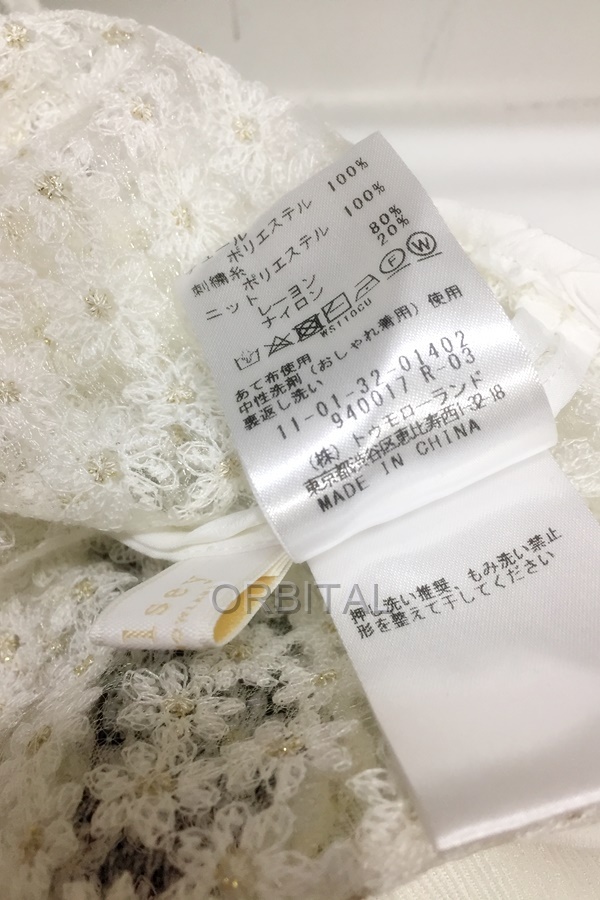 ール
ポリエステル 100%
刺繍糸
ポリエステル 100%
ニット
レーヨン 80%
ナイロン 20%
F W
WS110CU
あて布使用
中性洗剤(おしゃれ着用)使用
裏返し洗い
11-01-32-01402
940017 R-03
(株)トゥモローランド
東京都渋谷区恵比寿西1-32-18
MADE IN CHINA
押し洗い推奨、もみ洗い禁止
形を整えて干してください
sey
ORBITAL